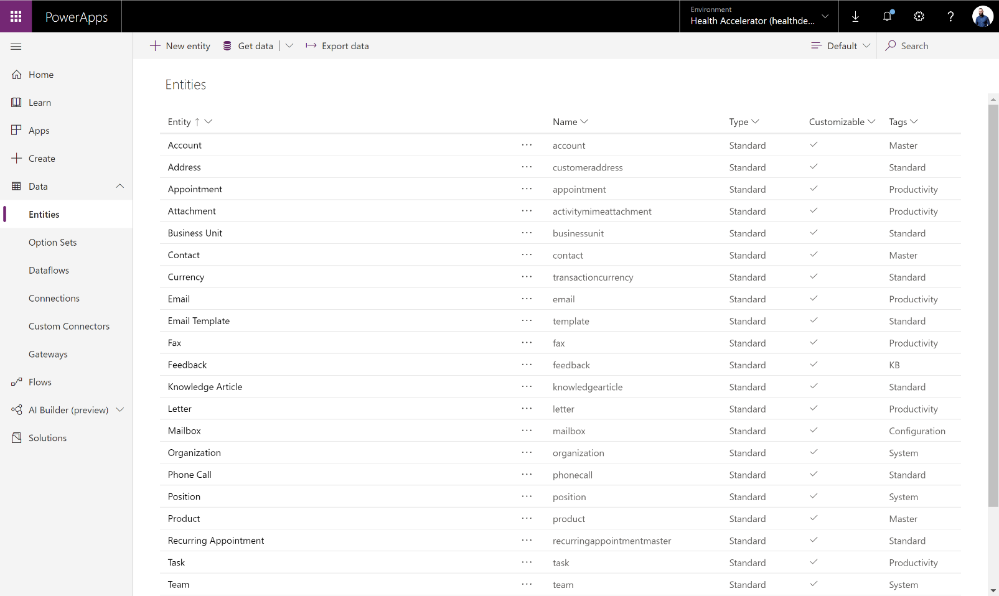 PowerApps
Environment
Health Accelerator (healthde...
New entity
Get data
Export data
Default
Search
Home
Learn
Apps
Create
Data
Entities
Option Sets
Dataflows
Connections
Custom Connectors
Gateways
Flows
AI Builder (preview)
Solutions
Entities
Entity Name Type Customizable Tags
Account ... account Standard Master
Address ... customeraddress Standard Standard
Appointment ... appointment Standard Productivity
Attachment ... activitymimeattachment Standard Productivity
Business Unit ... businessunit Standard Standard
Contact ... contact Standard Master
Currency ... transactioncurrency Standard Standard
Email ... email Standard Productivity
Email Template ... template Standard Standard
Fax ... fax Standard Productivity
Feedback ... feedback Standard KB
Knowledge Article ... knowledgearticle Standard Standard
Letter ... letter Standard Productivity
Mailbox ... mailbox Standard Configuration
Organization ... organization Standard System
Phone Call ... phonecall Standard Standard
Position ... position Standard System
Product ... product Standard Master
Recurring Appointment ... recurringappointmentmaster Standard Standard
Task ... task Standard Productivity
Team ... team Standard System